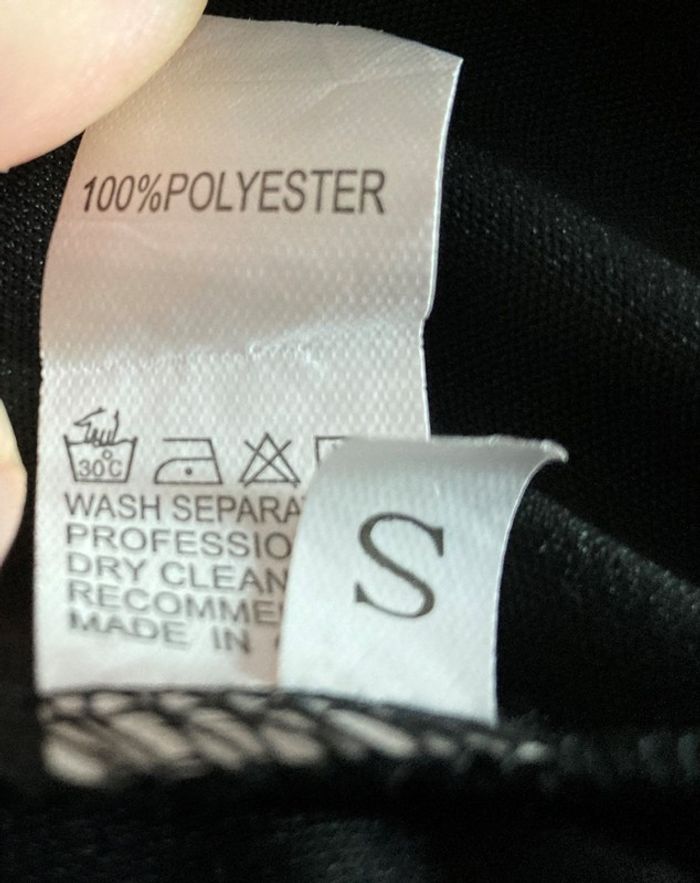 100%POLYESTER
30°C
WASH SEPARA
PROFESSIO
DRY CLEAN
RECOMME
MADE IN
S